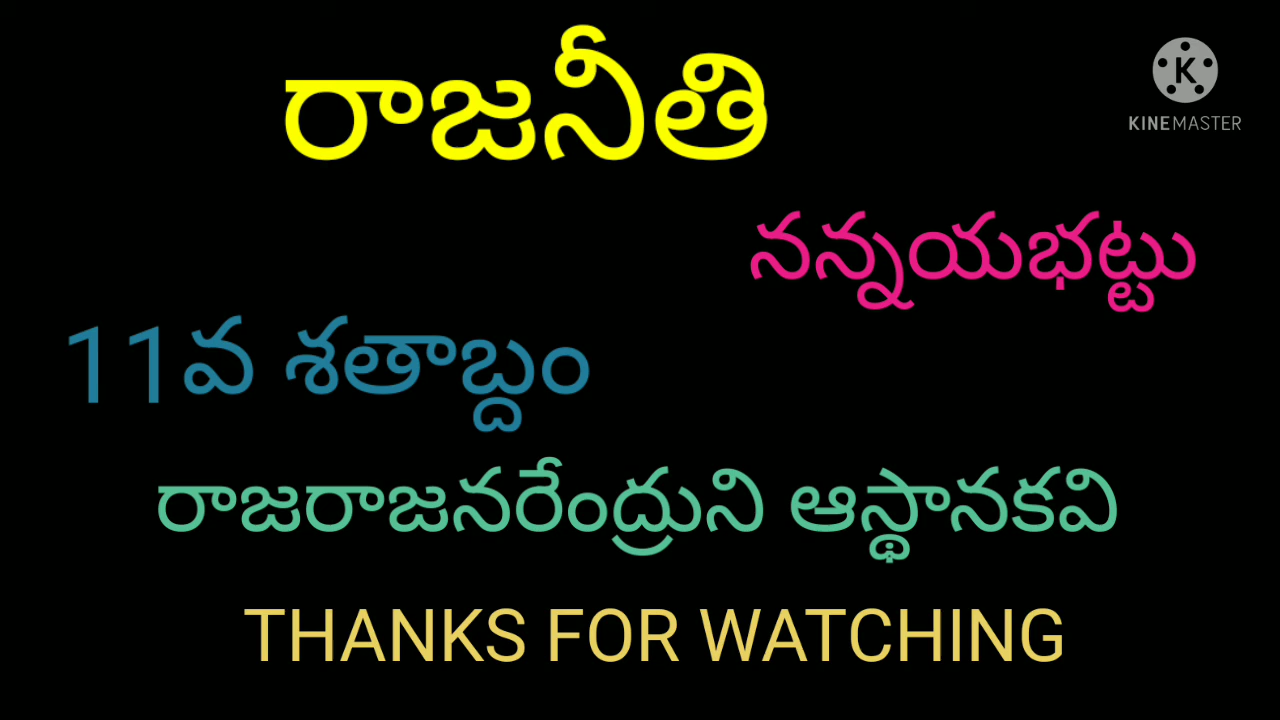 రాజనీతి
KINEMASTER
నన్నయభట్టు
11వ శతాబ్దం
రాజరాజనరేంద్రుని ఆస్థానకవి
THANKS FOR WATCHING